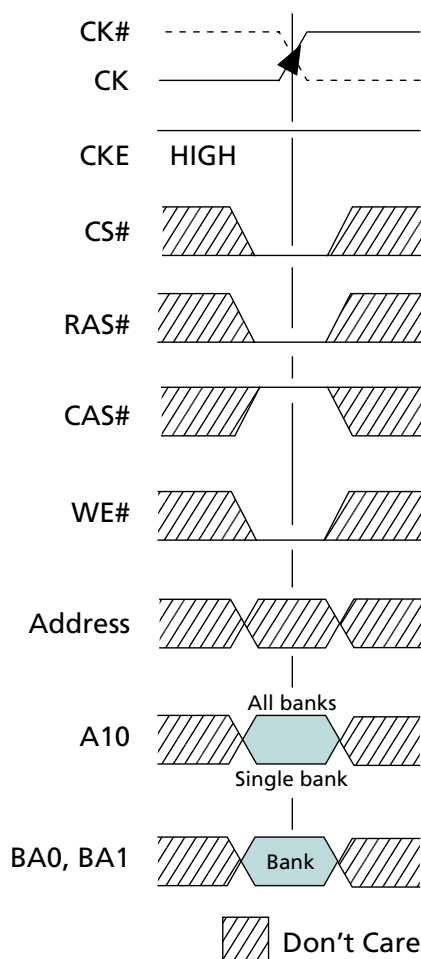 CK#
CK
CKE HIGH
CS#
RAS#
CAS#
WE#
Address
All banks
A10
Single bank
BA0, BA1 Bank
Don't Care